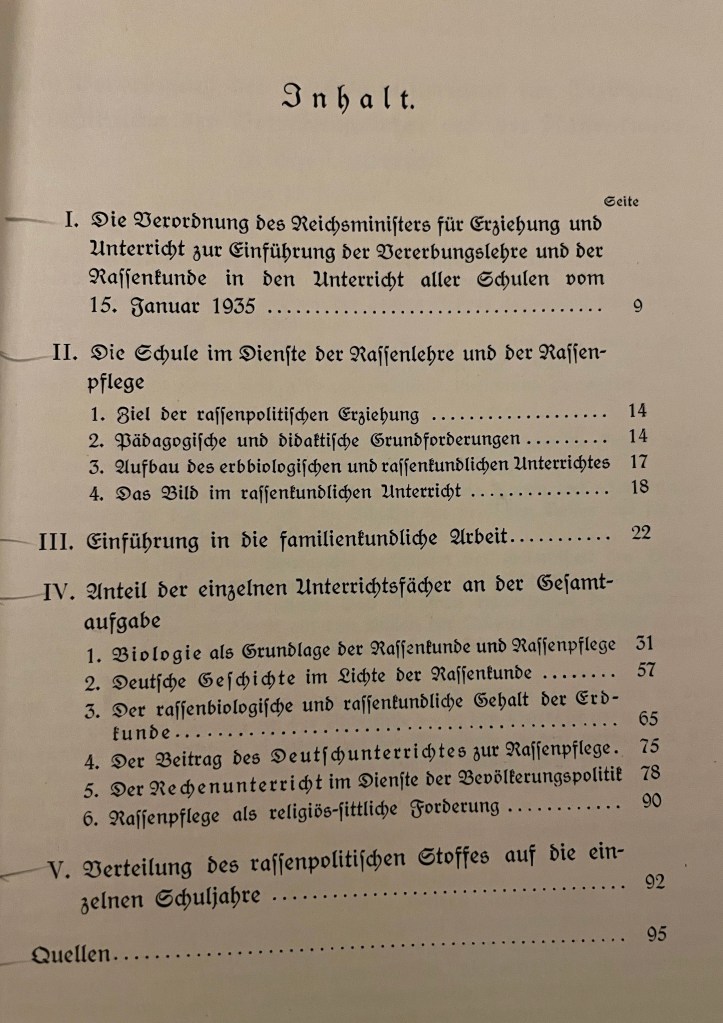 Inhalt.
Seite
I. Die Verordnung des Reichsministers für Erziehung und
Unterricht zur Einführung der Vererbungslehre und der
Rassenkunde in den Unterricht aller Schulen vom
15. Januar 1935 .................................. 9
II. Die Schule im Dienste der Rassenlehre und der Rassen-
pflege
1. Ziel der rassenpolitischen Erziehung .................. 14
2. Pädagogische und didaktische Grundforderungen ......... 14
3. Aufbau des erbbiologischen und rassenkundlichen Unterrichtes 17
4. Das Bild im rassenkundlichen Unterricht ............... 18
III. Einführung in die familienkundliche Arbeit........... 22
IV. Anteil der einzelnen Unterrichtsfächer an der Gesamt-
aufgabe
1. Biologie als Grundlage der Rassenkunde und Rassenpflege 31
2. Deutsche Geschichte im Lichte der Rassenkunde ........ 57
3. Der rassenbiologische und rassenkundliche Gehalt der Erd-
kunde............................................. 65
4. Der Beitrag des Deutschunterrichtes zur Rassenpflege. 75
5. Der Rechenunterricht im Dienste der Bevölkerungspolitik 78
6. Rassenpflege als religiös-sittliche Forderung ............ 90
V. Verteilung des rassenpolitischen Stoffes auf die ein-
zelnen Schuljahre .................................... 92
Quellen.................................................... 95